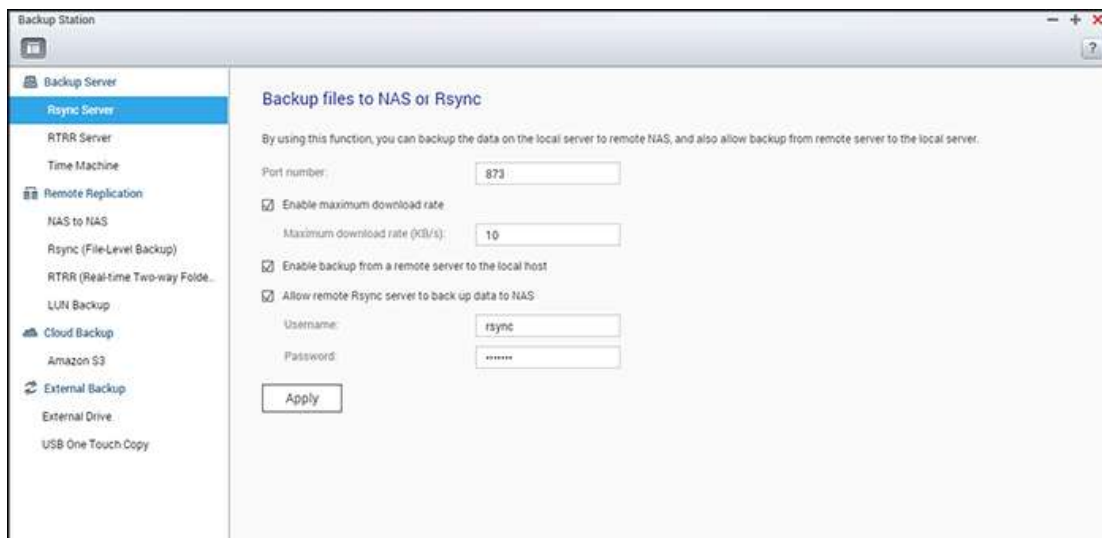 Backup Station
?
Backup Server
Rsync Server
RTRR Server
Time Machine
Remote Replication
NAS to NAS
Rsync (File-Level Backup)
RTRR (Real-time Two-way Folde..
LUN Backup
Cloud Backup
Amazon S3
External Backup
External Drive
USB One Touch Copy
Backup files to NAS or Rsync
By using this function, you can backup the data on the local server to remote NAS, and also allow backup from remote server to the local server.
Port number: 873
Enable maximum download rate
Maximum download rate (KB/s): 10
Enable backup from a remote server to the local host
Allow remote Rsync server to back up data to NAS
Username: rsync
Password: •••••••
Apply